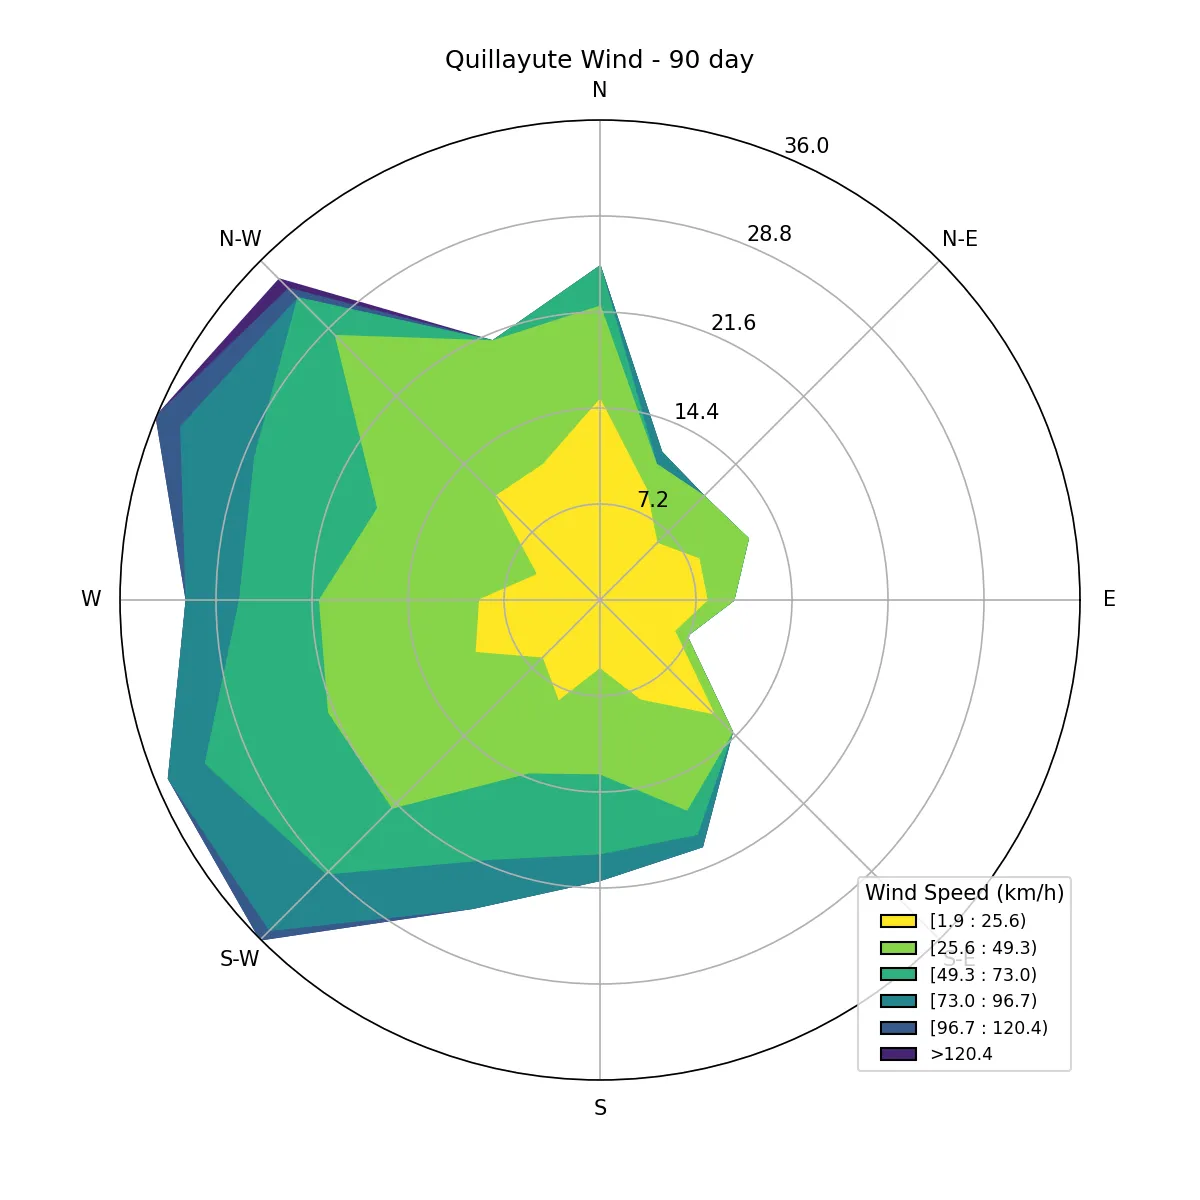 Quillayute Wind - 90 day
N
36.0
N-W
28.8
N-E
21.6
14.4
7.2
W
E
Wind Speed (km/h)
[1.9 : 25.6)
[25.6 : 49.3)
S-W
S-E
[49.3 : 73.0)
[73.0 : 96.7)
[96.7 : 120.4)
>120.4
S